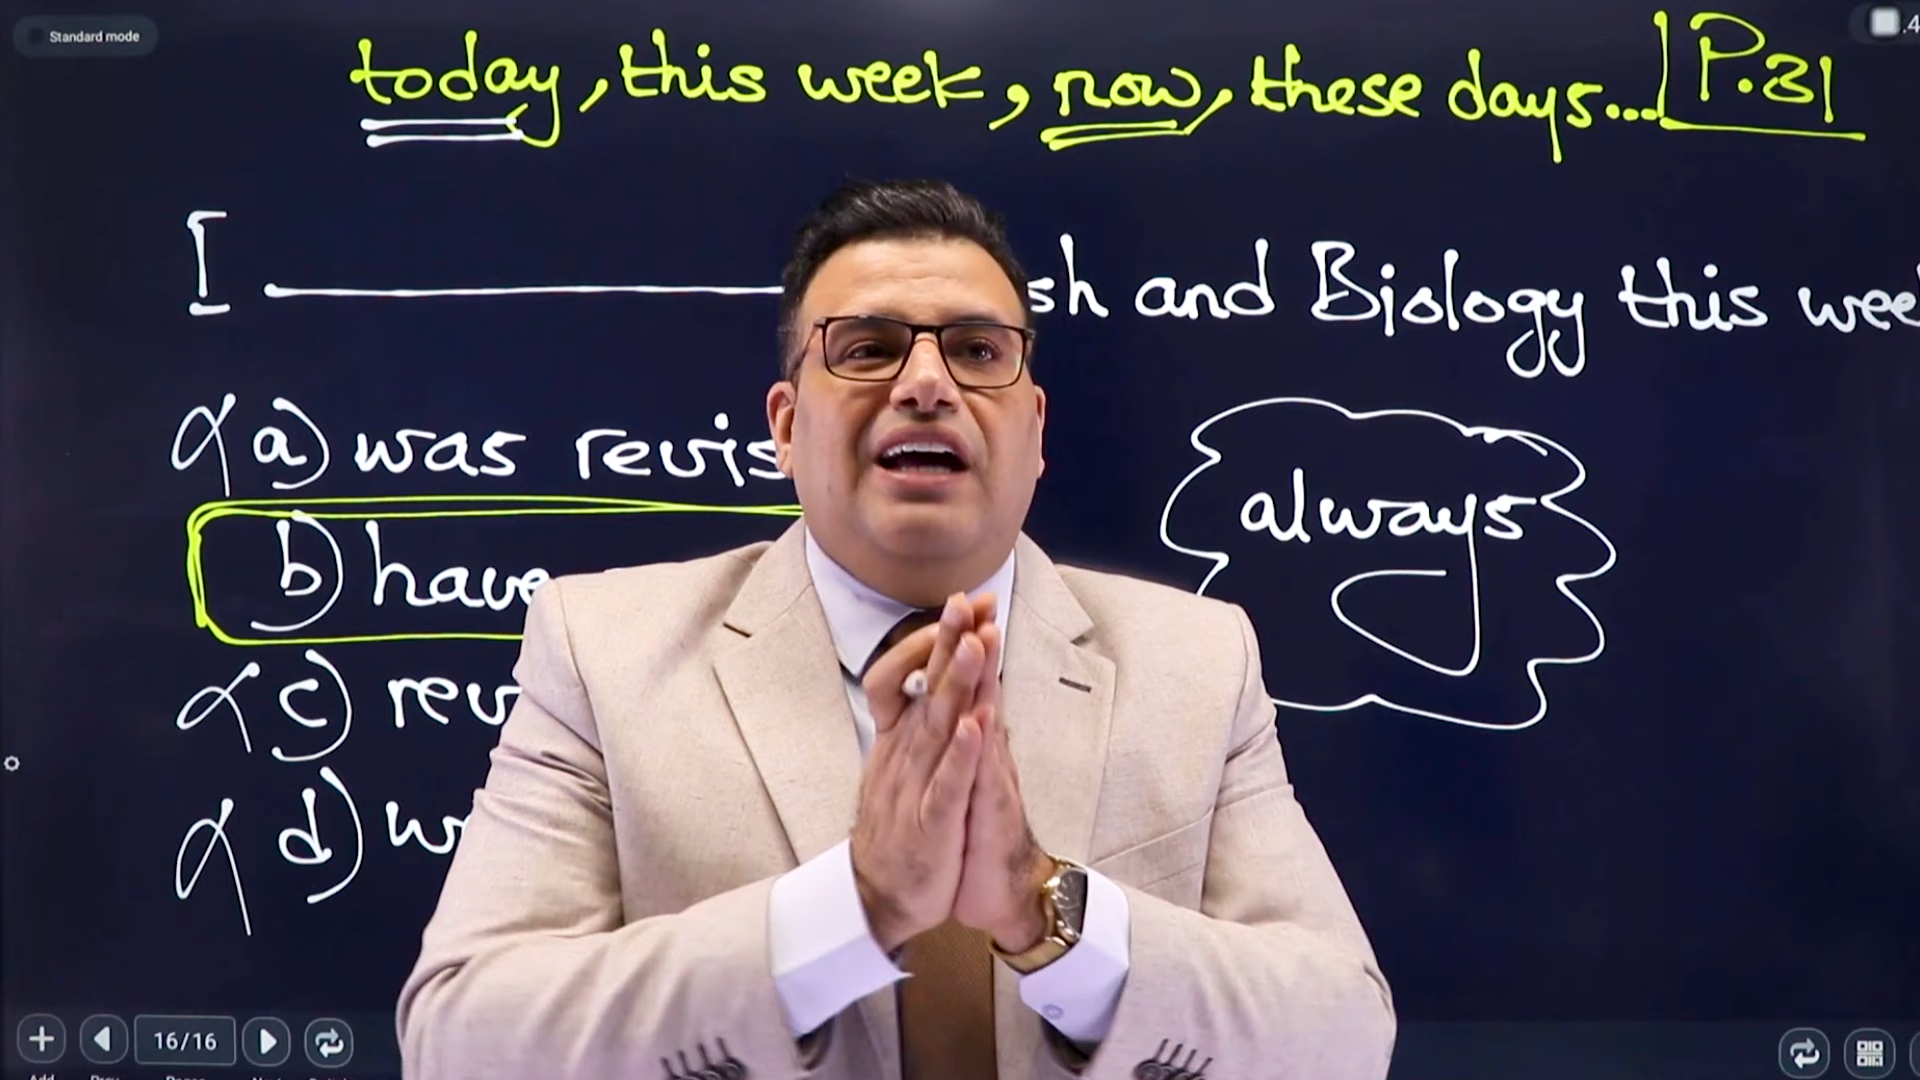 Standard mode
today, this week, now, these days... P.31
I ________ sh and Biology this wee
a) was revis
always
b) have
c) rev
d) w
16/16